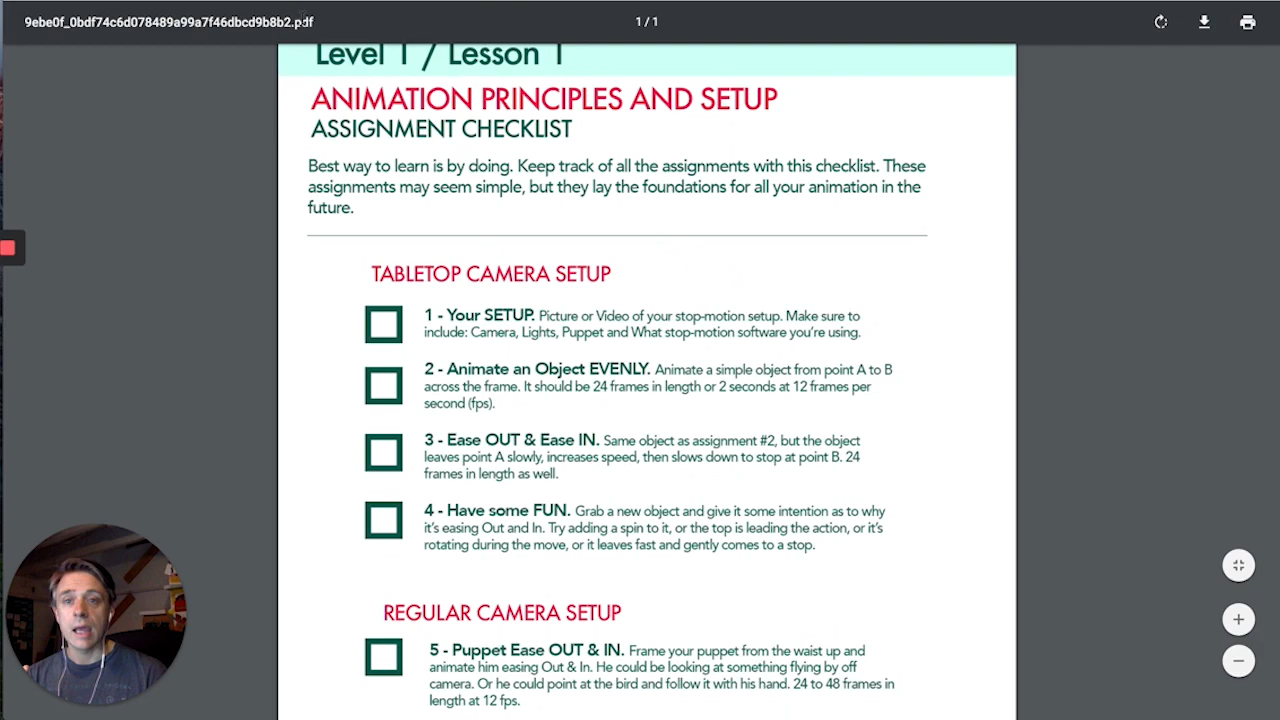 9ebe0f_0bdf74c6d078489a99a7f46dbcd9b8b2.pdf
1 / 1
Level 1 / Lesson 1
ANIMATION PRINCIPLES AND SETUP
ASSIGNMENT CHECKLIST
Best way to learn is by doing. Keep track of all the assignments with this checklist. These
assignments may seem simple, but they lay the foundations for all your animation in the
future.
TABLETOP CAMERA SETUP
1 - Your SETUP. Picture or Video of your stop-motion setup. Make sure to
include: Camera, Lights, Puppet and What stop-motion software you're using.
2 - Animate an Object EVENLY. Animate a simple object from point A to B
across the frame. It should be 24 frames in length or 2 seconds at 12 frames per
second (fps).
3 - Ease OUT & Ease IN. Same object as assignment #2, but the object
leaves point A slowly, increases speed, then slows down to stop at point B. 24
frames in length as well.
4 - Have some FUN. Grab a new object and give it some intention as to why
it's easing Out and In. Try adding a spin to it, or the top is leading the action, or it's
rotating during the move, or it leaves fast and gently comes to a stop.
REGULAR CAMERA SETUP
5 - Puppet Ease OUT & IN. Frame your puppet from the waist up and
animate him easing Out & In. He could be looking at something flying by off
camera. Or he could point at the bird and follow it with his hand. 24 to 48 frames in
length at 12 fps.